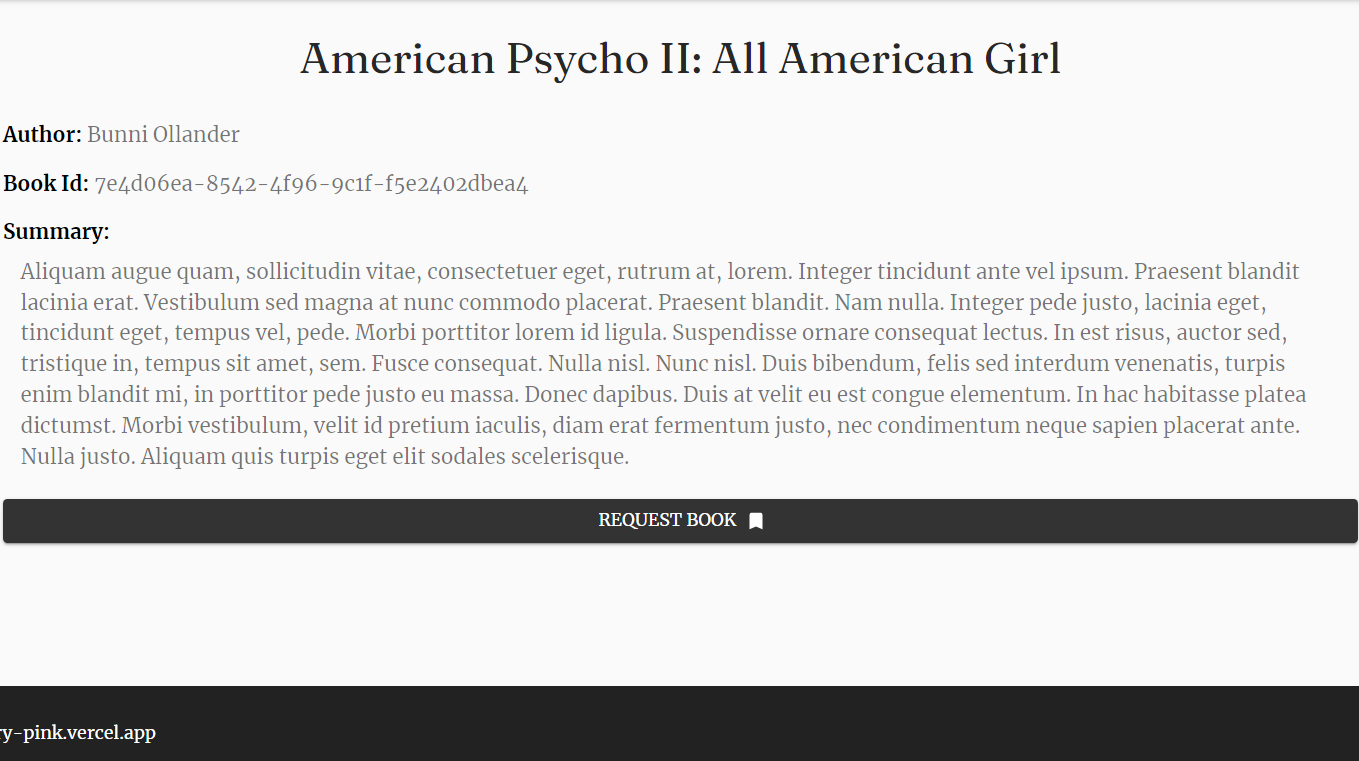 American Psycho II: All American Girl
Author: Bunni Ollander
Book Id: 7e4d06ea-8542-4f96-9c1f-f5e2402dbea4
Summary:
Aliquam augue quam, sollicitudin vitae, consectetuer eget, rutrum at, lorem. Integer tincidunt ante vel ipsum. Praesent blandit
lacinia erat. Vestibulum sed magna at nunc commodo placerat. Praesent blandit. Nam nulla. Integer pede justo, lacinia eget,
tincidunt eget, tempus vel, pede. Morbi porttitor lorem id ligula. Suspendisse ornare consequat lectus. In est risus, auctor sed,
tristique in, tempus sit amet, sem. Fusce consequat. Nulla nisl. Nunc nisl. Duis bibendum, felis sed interdum venenatis, turpis
enim blandit mi, in porttitor pede justo eu massa. Donec dapibus. Duis at velit eu est congue elementum. In hac habitasse platea
dictumst. Morbi vestibulum, velit id pretium iaculis, diam erat fermentum justo, nec condimentum neque sapien placerat ante.
Nulla justo. Aliquam quis turpis eget elit sodales scelerisque.
REQUEST BOOK
ry-pink.vercel.app